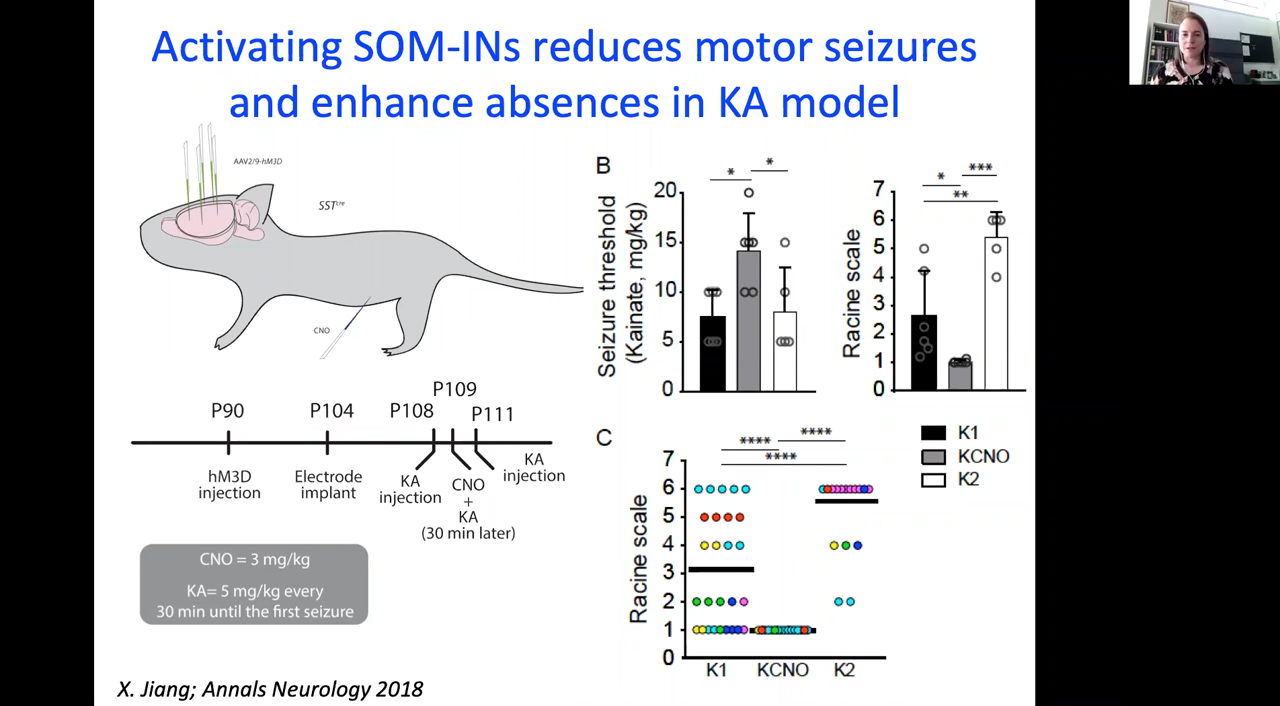 Activating SOM-INs reduces motor seizures
and enhance absences in KA model
AAV2/9-hM3D
SSTcre
CNO
P90
P104
P108
P109
P111
hM3D
injection
Electrode
implant
KA
injection
CNO
+
KA
(30 min later)
KA
injection
CNO = 3 mg/kg
KA= 5 mg/kg every
30 min until the first seizure
X. Jiang; Annals Neurology 2018
B
Seizure threshold
(Kainate, mg/kg)
20
15
10
5
0
*
*
Racine scale
7
6
5
4
3
2
1
0
*
***
**
K1
KCNO
K2
C
Racine scale
7
6
5
4
3
2
1
0
****
****
****
K1
KCNO
K2